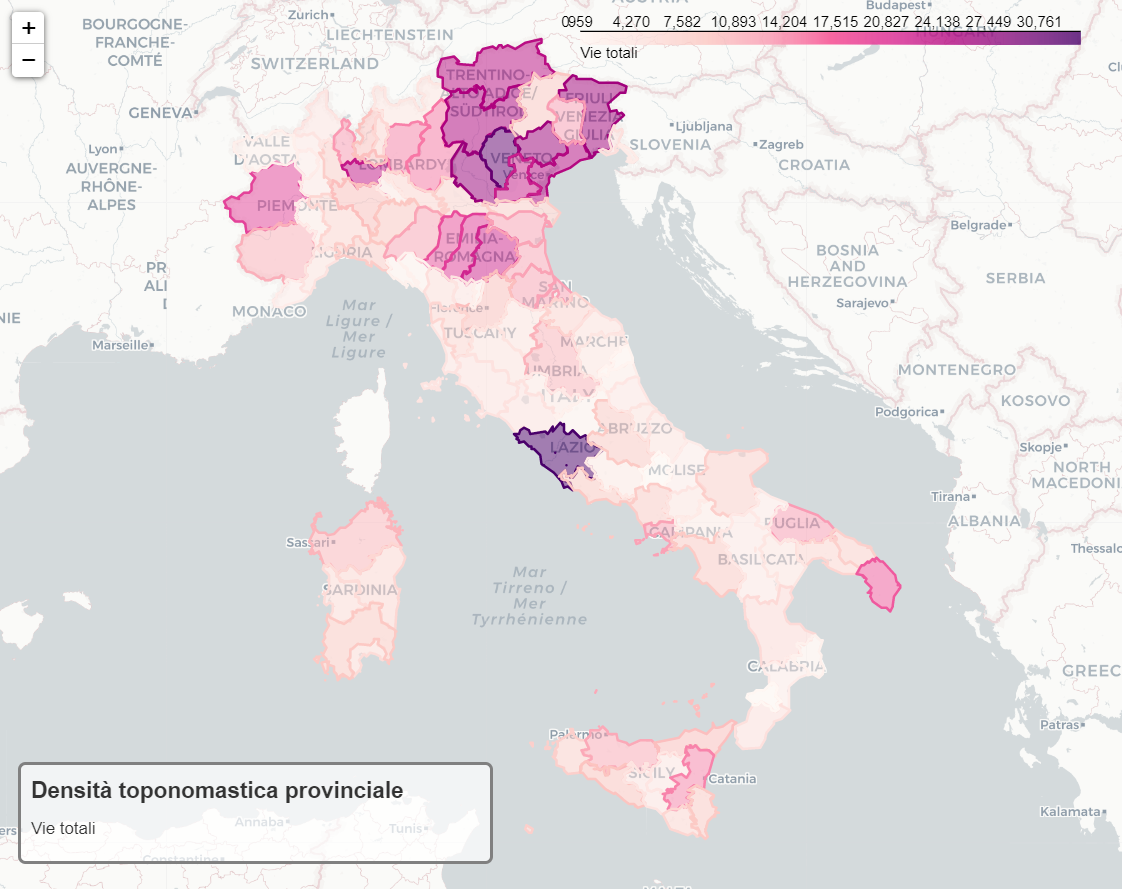 +
−
0959 4,270 7,582 10,893 14,204 17,515 20,827 24,138 27,449 30,761
Vie totali
BOURGOGNE-
FRANCHE-
COMTÉ
Zurich
LIECHTENSTEIN
SWITZERLAND
Budapest
HUNGARY
GENEVA
Lyon
AUVERGNE-
RHÔNE-
ALPES
VALLE
D'AOSTA
TRENTINO-
ALTO ADIGE/
SÜDTIROL
FRIULI
VENEZIA
GIULIA
Ljubljana
SLOVENIA
Zagreb
CROATIA
LOMBARDY
VENETO
Venice
PIEMONTE
Belgrade
EMILIA-
ROMAGNA
LIGURIA
BOSNIA
AND
HERZEGOVINA
SERBIA
Sarajevo
PR
ALI
MONACO
Mar
Ligure /
Mer
Ligure
Florence
SAN
MARINO
TUSCANY
MARCHE
Marseille
UMBRIA
ITALY
MONTENEGRO
KOSOVO
Podgorica
LAZIO
ABRUZZO
Skopje
MOLISE
NORTH
MACEDONI
Tirana
ALBANIA
CAMPANIA
PUGLIA
BASILICATA
Thessalo
Sassari
SARDINIA
Mar
Tirreno /
Mer
Tyrrhénienne
CALABRIA
GREEC
Palermo
SICILY
Catania
Patras
Kalamata
Densità toponomastica provinciale
Vie totali
Annaba
Tunis
Constantine
MALTA